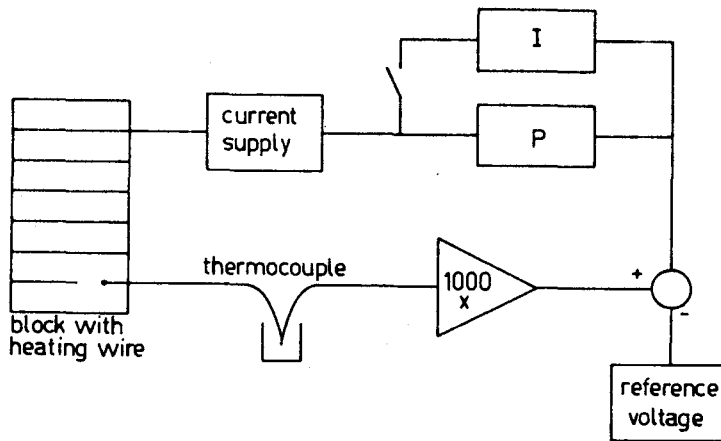 I
current
supply
P
thermocouple
1000
x
+
-
block with
heating wire
reference
voltage